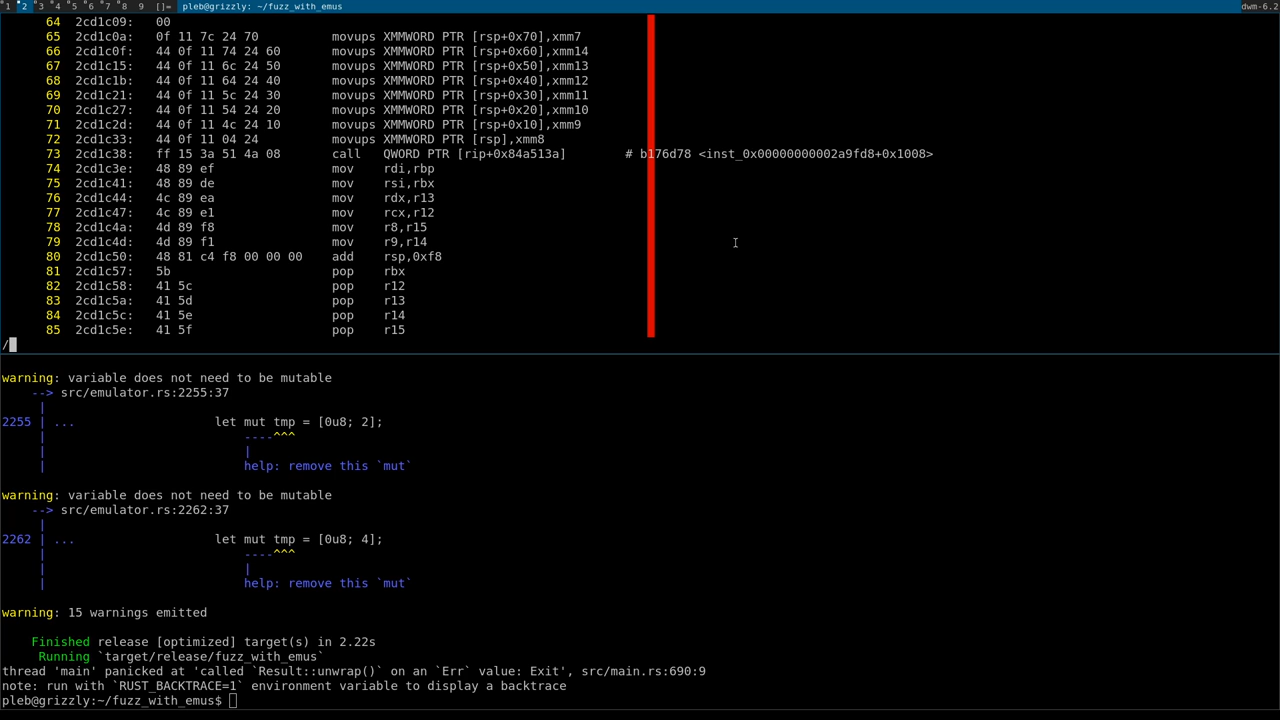 1 2 3 4 5 6 7 8 9 []= pleb@grizzly: ~/fuzz_with_emus dwm-6.2
64 2cd1c09: 00
65 2cd1c0a: 0f 11 7c 24 70 movups XMMWORD PTR [rsp+0x70],xmm7
66 2cd1c0f: 44 0f 11 74 24 60 movups XMMWORD PTR [rsp+0x60],xmm14
67 2cd1c15: 44 0f 11 6c 24 50 movups XMMWORD PTR [rsp+0x50],xmm13
68 2cd1c1b: 44 0f 11 64 24 40 movups XMMWORD PTR [rsp+0x40],xmm12
69 2cd1c21: 44 0f 11 5c 24 30 movups XMMWORD PTR [rsp+0x30],xmm11
70 2cd1c27: 44 0f 11 54 24 20 movups XMMWORD PTR [rsp+0x20],xmm10
71 2cd1c2d: 44 0f 11 4c 24 10 movups XMMWORD PTR [rsp+0x10],xmm9
72 2cd1c33: 44 0f 11 04 24 movups XMMWORD PTR [rsp],xmm8
73 2cd1c38: ff 15 3a 51 4a 08 call QWORD PTR [rip+0x84a513a] # b176d78 <inst_0x00000000002a9fd8+0x1008>
74 2cd1c3e: 48 89 ef mov rdi,rbp
75 2cd1c41: 48 89 de mov rsi,rbx
76 2cd1c44: 4c 89 ea mov rdx,r13
77 2cd1c47: 4c 89 e1 mov rcx,r12
78 2cd1c4a: 4d 89 f8 mov r8,r15
79 2cd1c4d: 4d 89 f1 mov r9,r14
80 2cd1c50: 48 81 c4 f8 00 00 00 add rsp,0xf8
81 2cd1c57: 5b pop rbx
82 2cd1c58: 41 5c pop r12
83 2cd1c5a: 41 5d pop r13
84 2cd1c5c: 41 5e pop r14
85 2cd1c5e: 41 5f pop r15
/
warning: variable does not need to be mutable
--> src/emulator.rs:2255:37
|
2255 | ... let mut tmp = [0u8; 2];
| ----^^^
| |
| help: remove this `mut`
warning: variable does not need to be mutable
--> src/emulator.rs:2262:37
|
2262 | ... let mut tmp = [0u8; 4];
| ----^^^
| |
| help: remove this `mut`
warning: 15 warnings emitted
Finished release [optimized] target(s) in 2.22s
Running `target/release/fuzz_with_emus`
thread 'main' panicked at 'called `Result::unwrap()` on an `Err` value: Exit', src/main.rs:690:9
note: run with `RUST_BACKTRACE=1` environment variable to display a backtrace
pleb@grizzly:~/fuzz_with_emus$